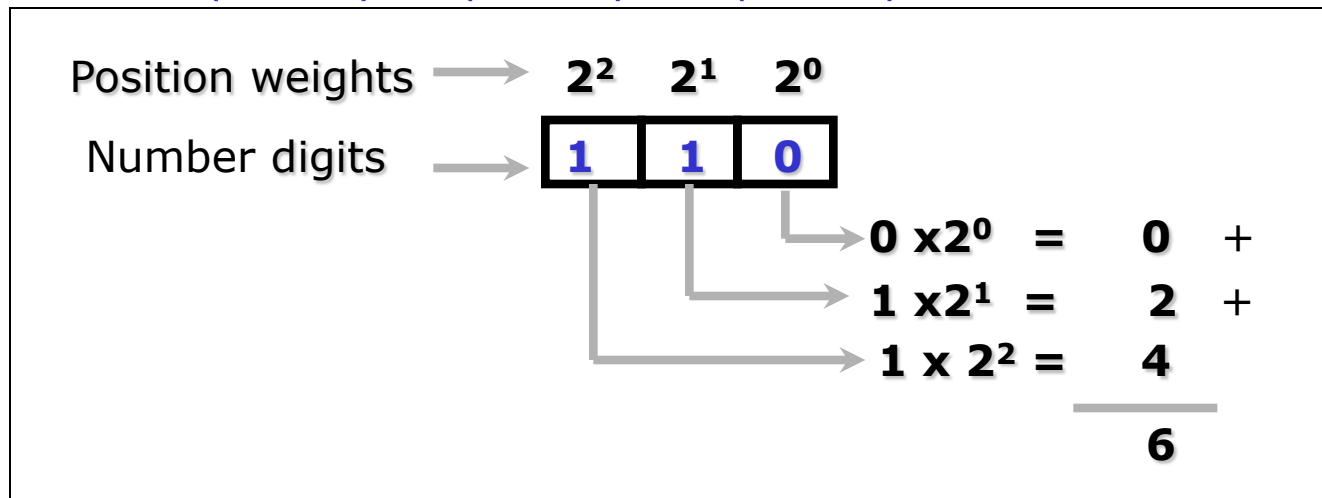 Position weights 2² 2¹ 2⁰
Number digits 1 1 0
0 x2⁰ = 0 +
1 x2¹ = 2 +
1 x 2² = 4
6